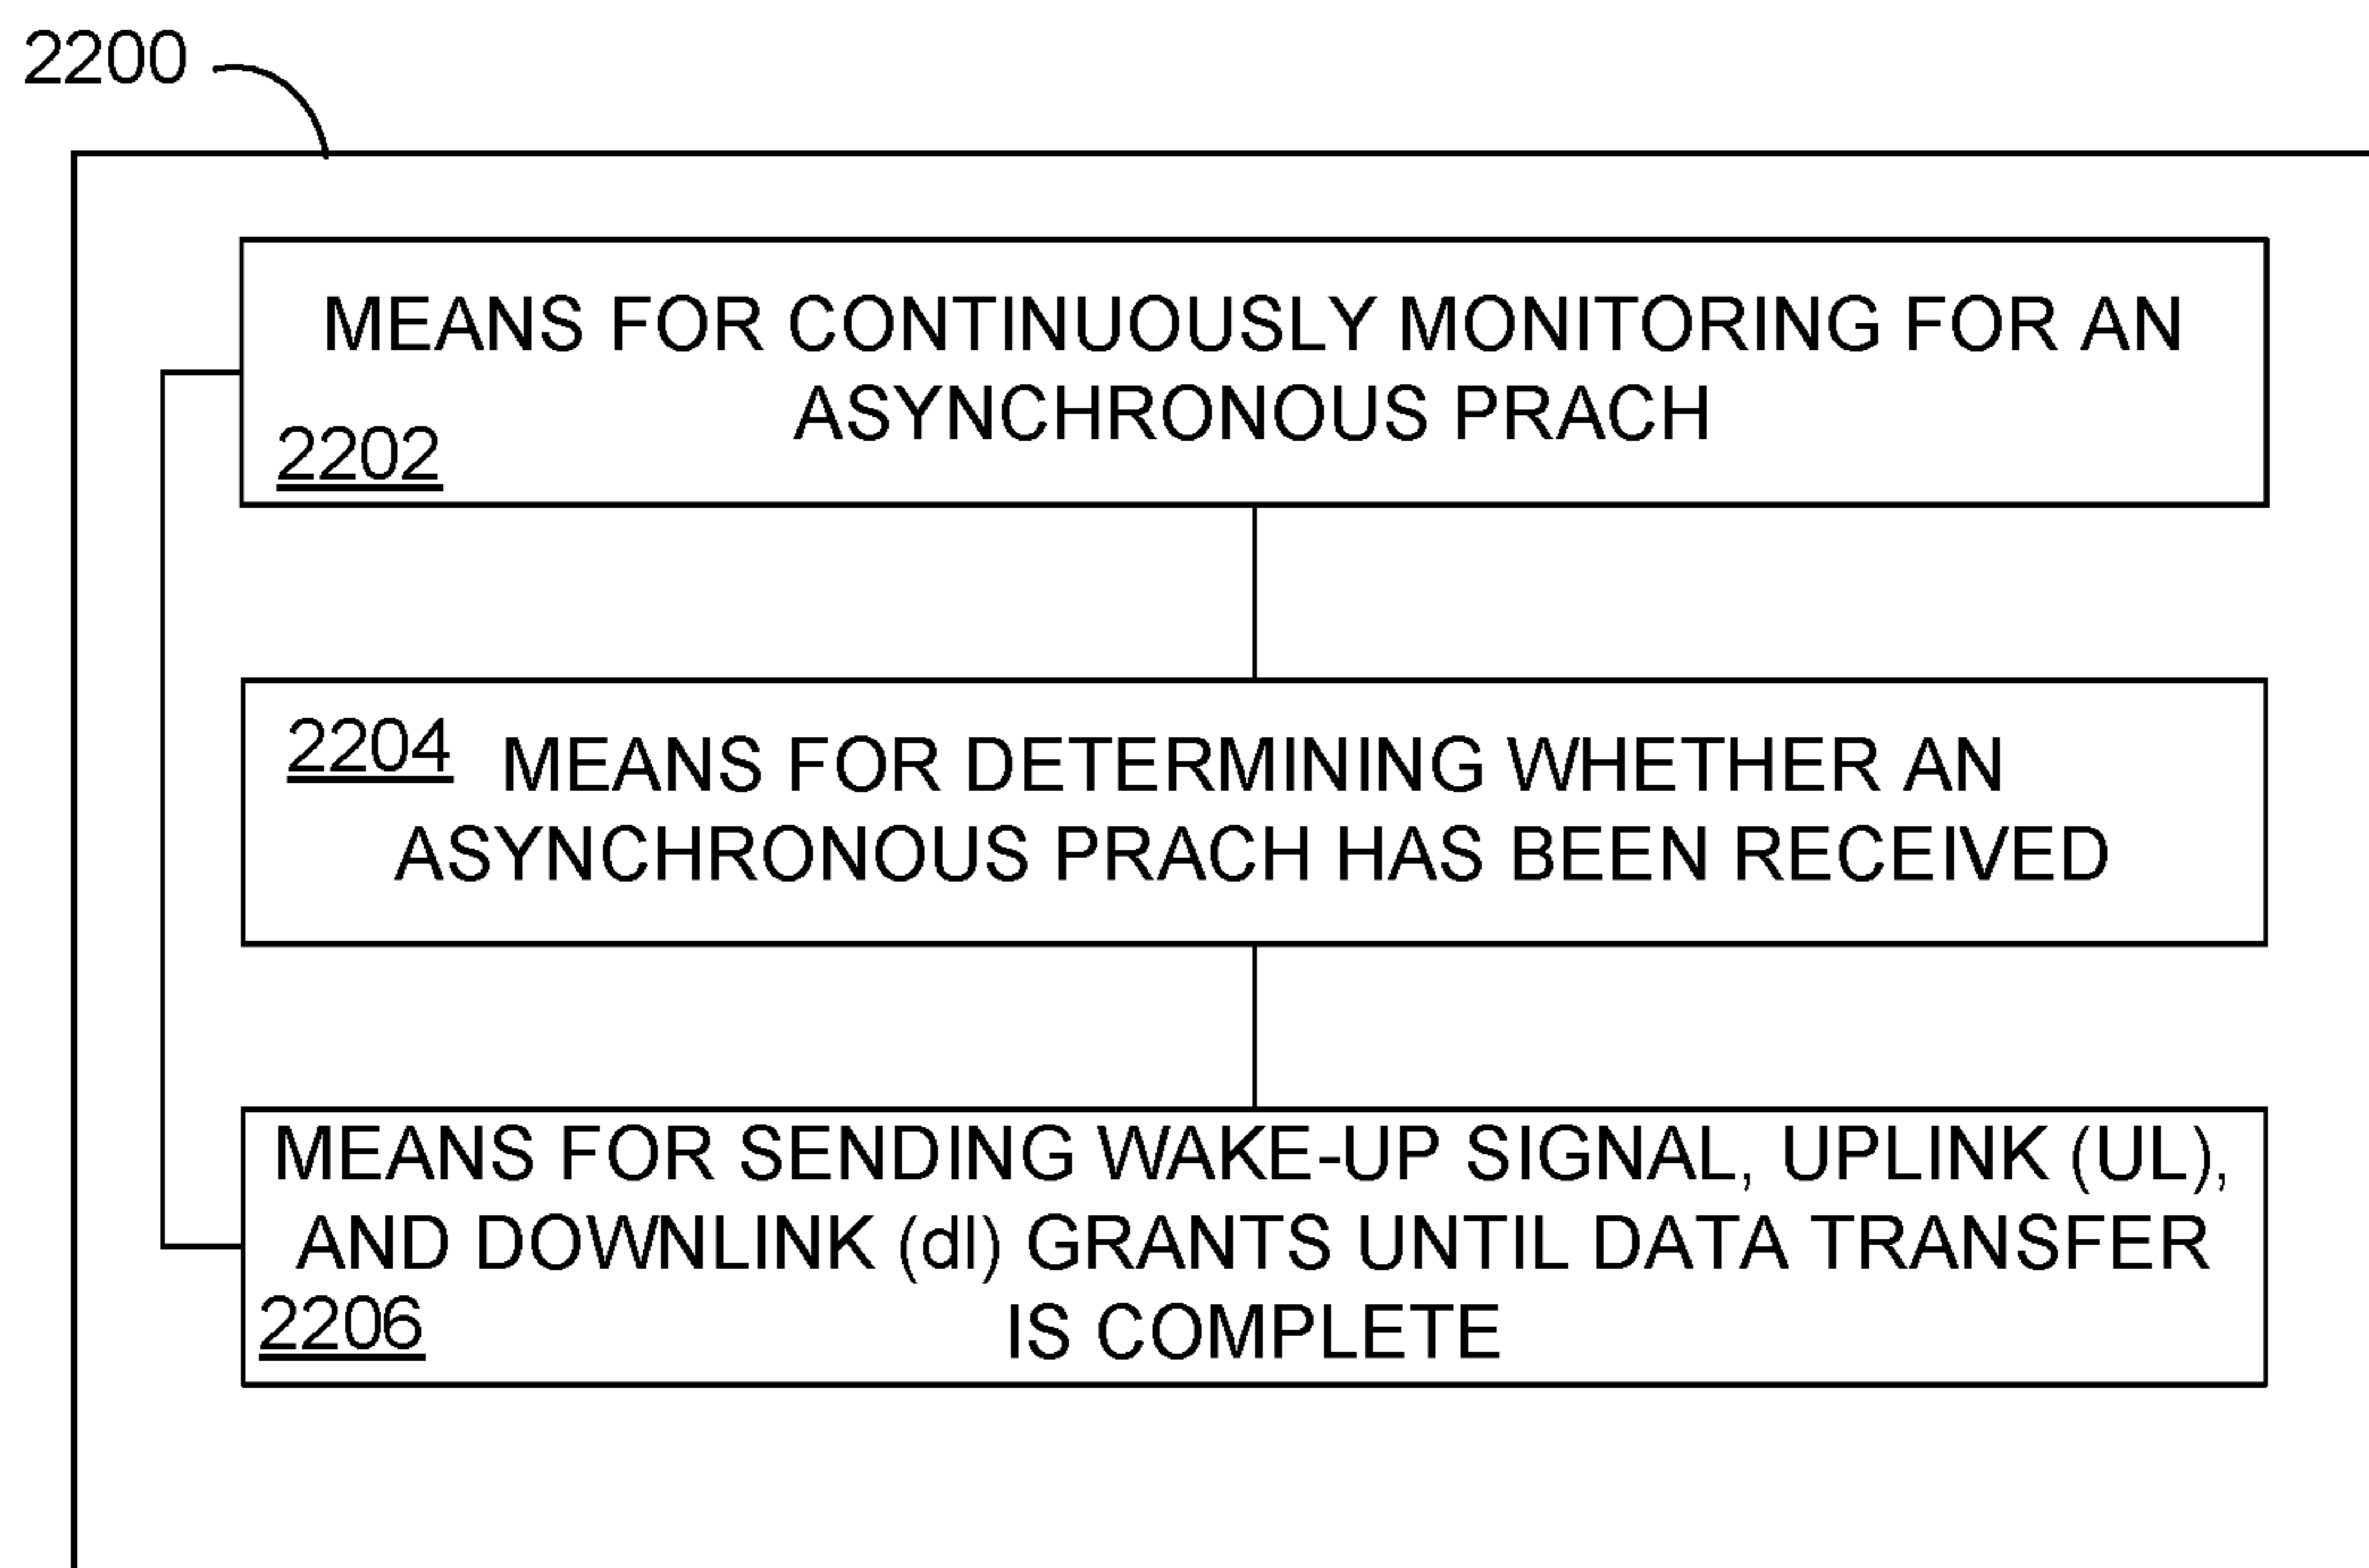 2200
MEANS FOR CONTINUOUSLY MONITORING FOR AN
ASYNCHRONOUS PRACH
2202
2204
MEANS FOR DETERMINING WHETHER AN
ASYNCHRONOUS PRACH HAS BEEN RECEIVED
MEANS FOR SENDING WAKE-UP SIGNAL, UPLINK (UL),
AND DOWNLINK (dl) GRANTS UNTIL DATA TRANSFER
IS COMPLETE
2206